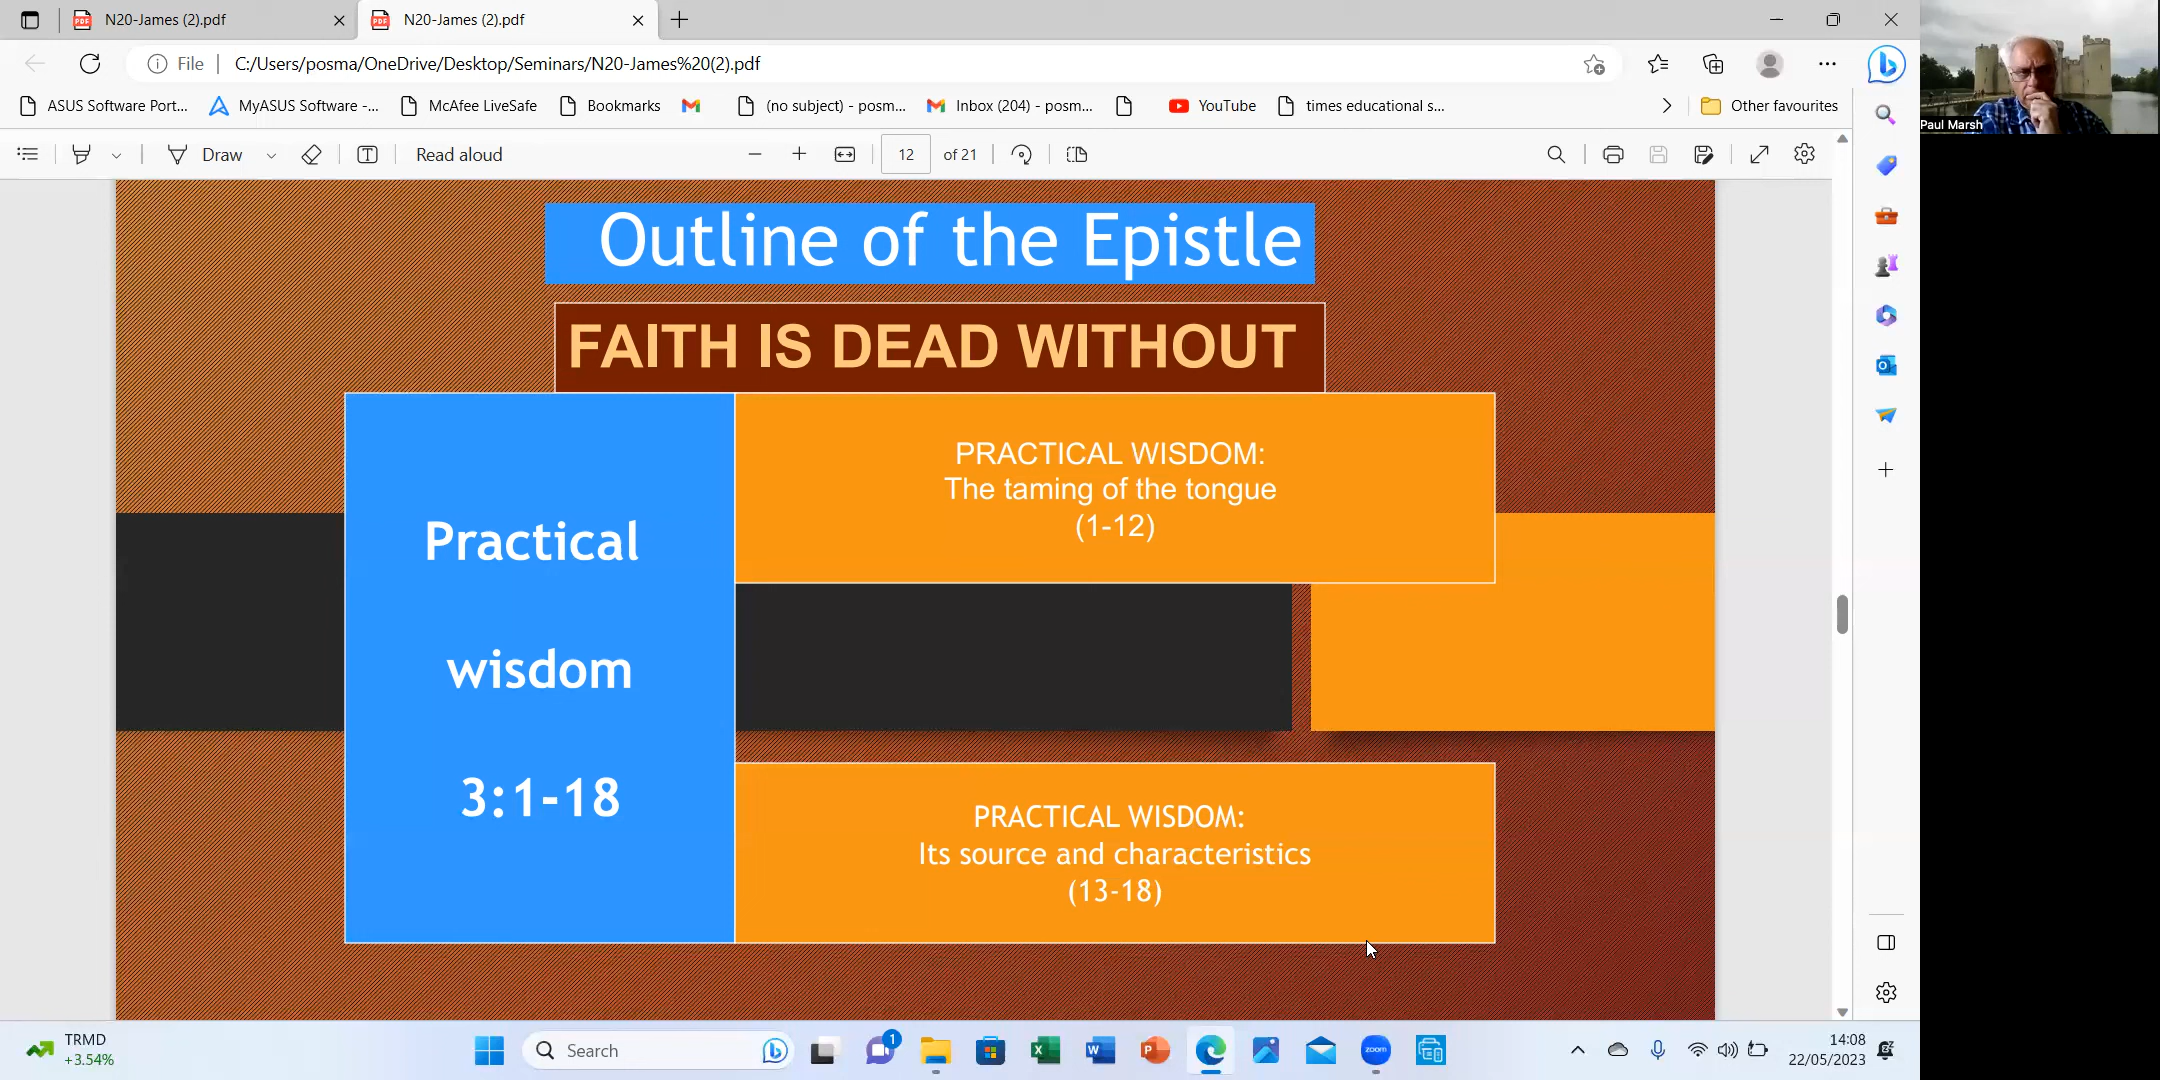 N20-James (2).pdf
N20-James (2).pdf
File
C:/Users/posma/OneDrive/Desktop/Seminars/N20-James%20(2).pdf
ASUS Software Port...
MyASUS Software -...
McAfee LiveSafe
Bookmarks
(no subject) - posm...
Inbox (204) - posm...
YouTube
times educational s...
Other favourites
Draw
Read aloud
12
of 21
Paul Marsh
Outline of the Epistle
FAITH IS DEAD WITHOUT
Practical
wisdom
3:1-18
PRACTICAL WISDOM:
The taming of the tongue
(1-12)
PRACTICAL WISDOM:
Its source and characteristics
(13-18)
TRMD
+3.54%
Search
1
zoom
14:08
22/05/2023